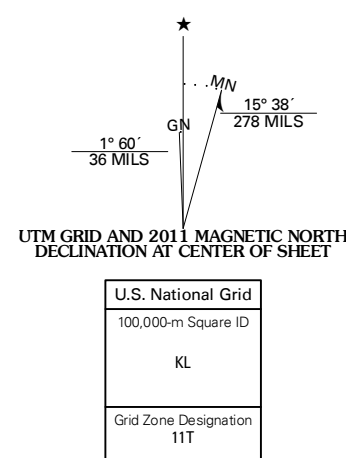 MN
GN
15° 38´
278 MILS
1° 60´
36 MILS
UTM GRID AND 2011 MAGNETIC NORTH
DECLINATION AT CENTER OF SHEET
U.S. National Grid
100,000-m Square ID
KL
Grid Zone Designation
11T